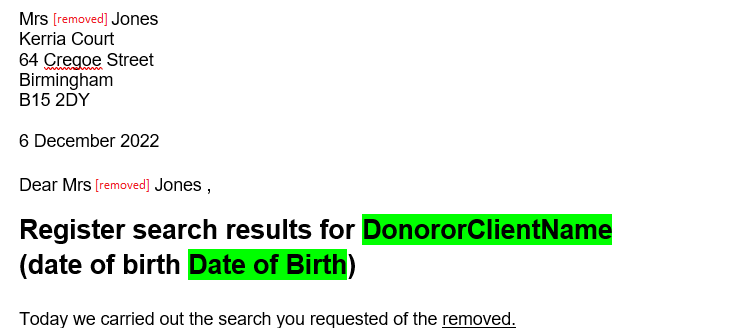 Mrs [removed] Jones
Kerria Court
64 Cregoe Street
Birmingham
B15 2DY
6 December 2022
Dear Mrs [removed] Jones ,
Register search results for DonororClientName
(date of birth Date of Birth)
Today we carried out the search you requested of the removed.